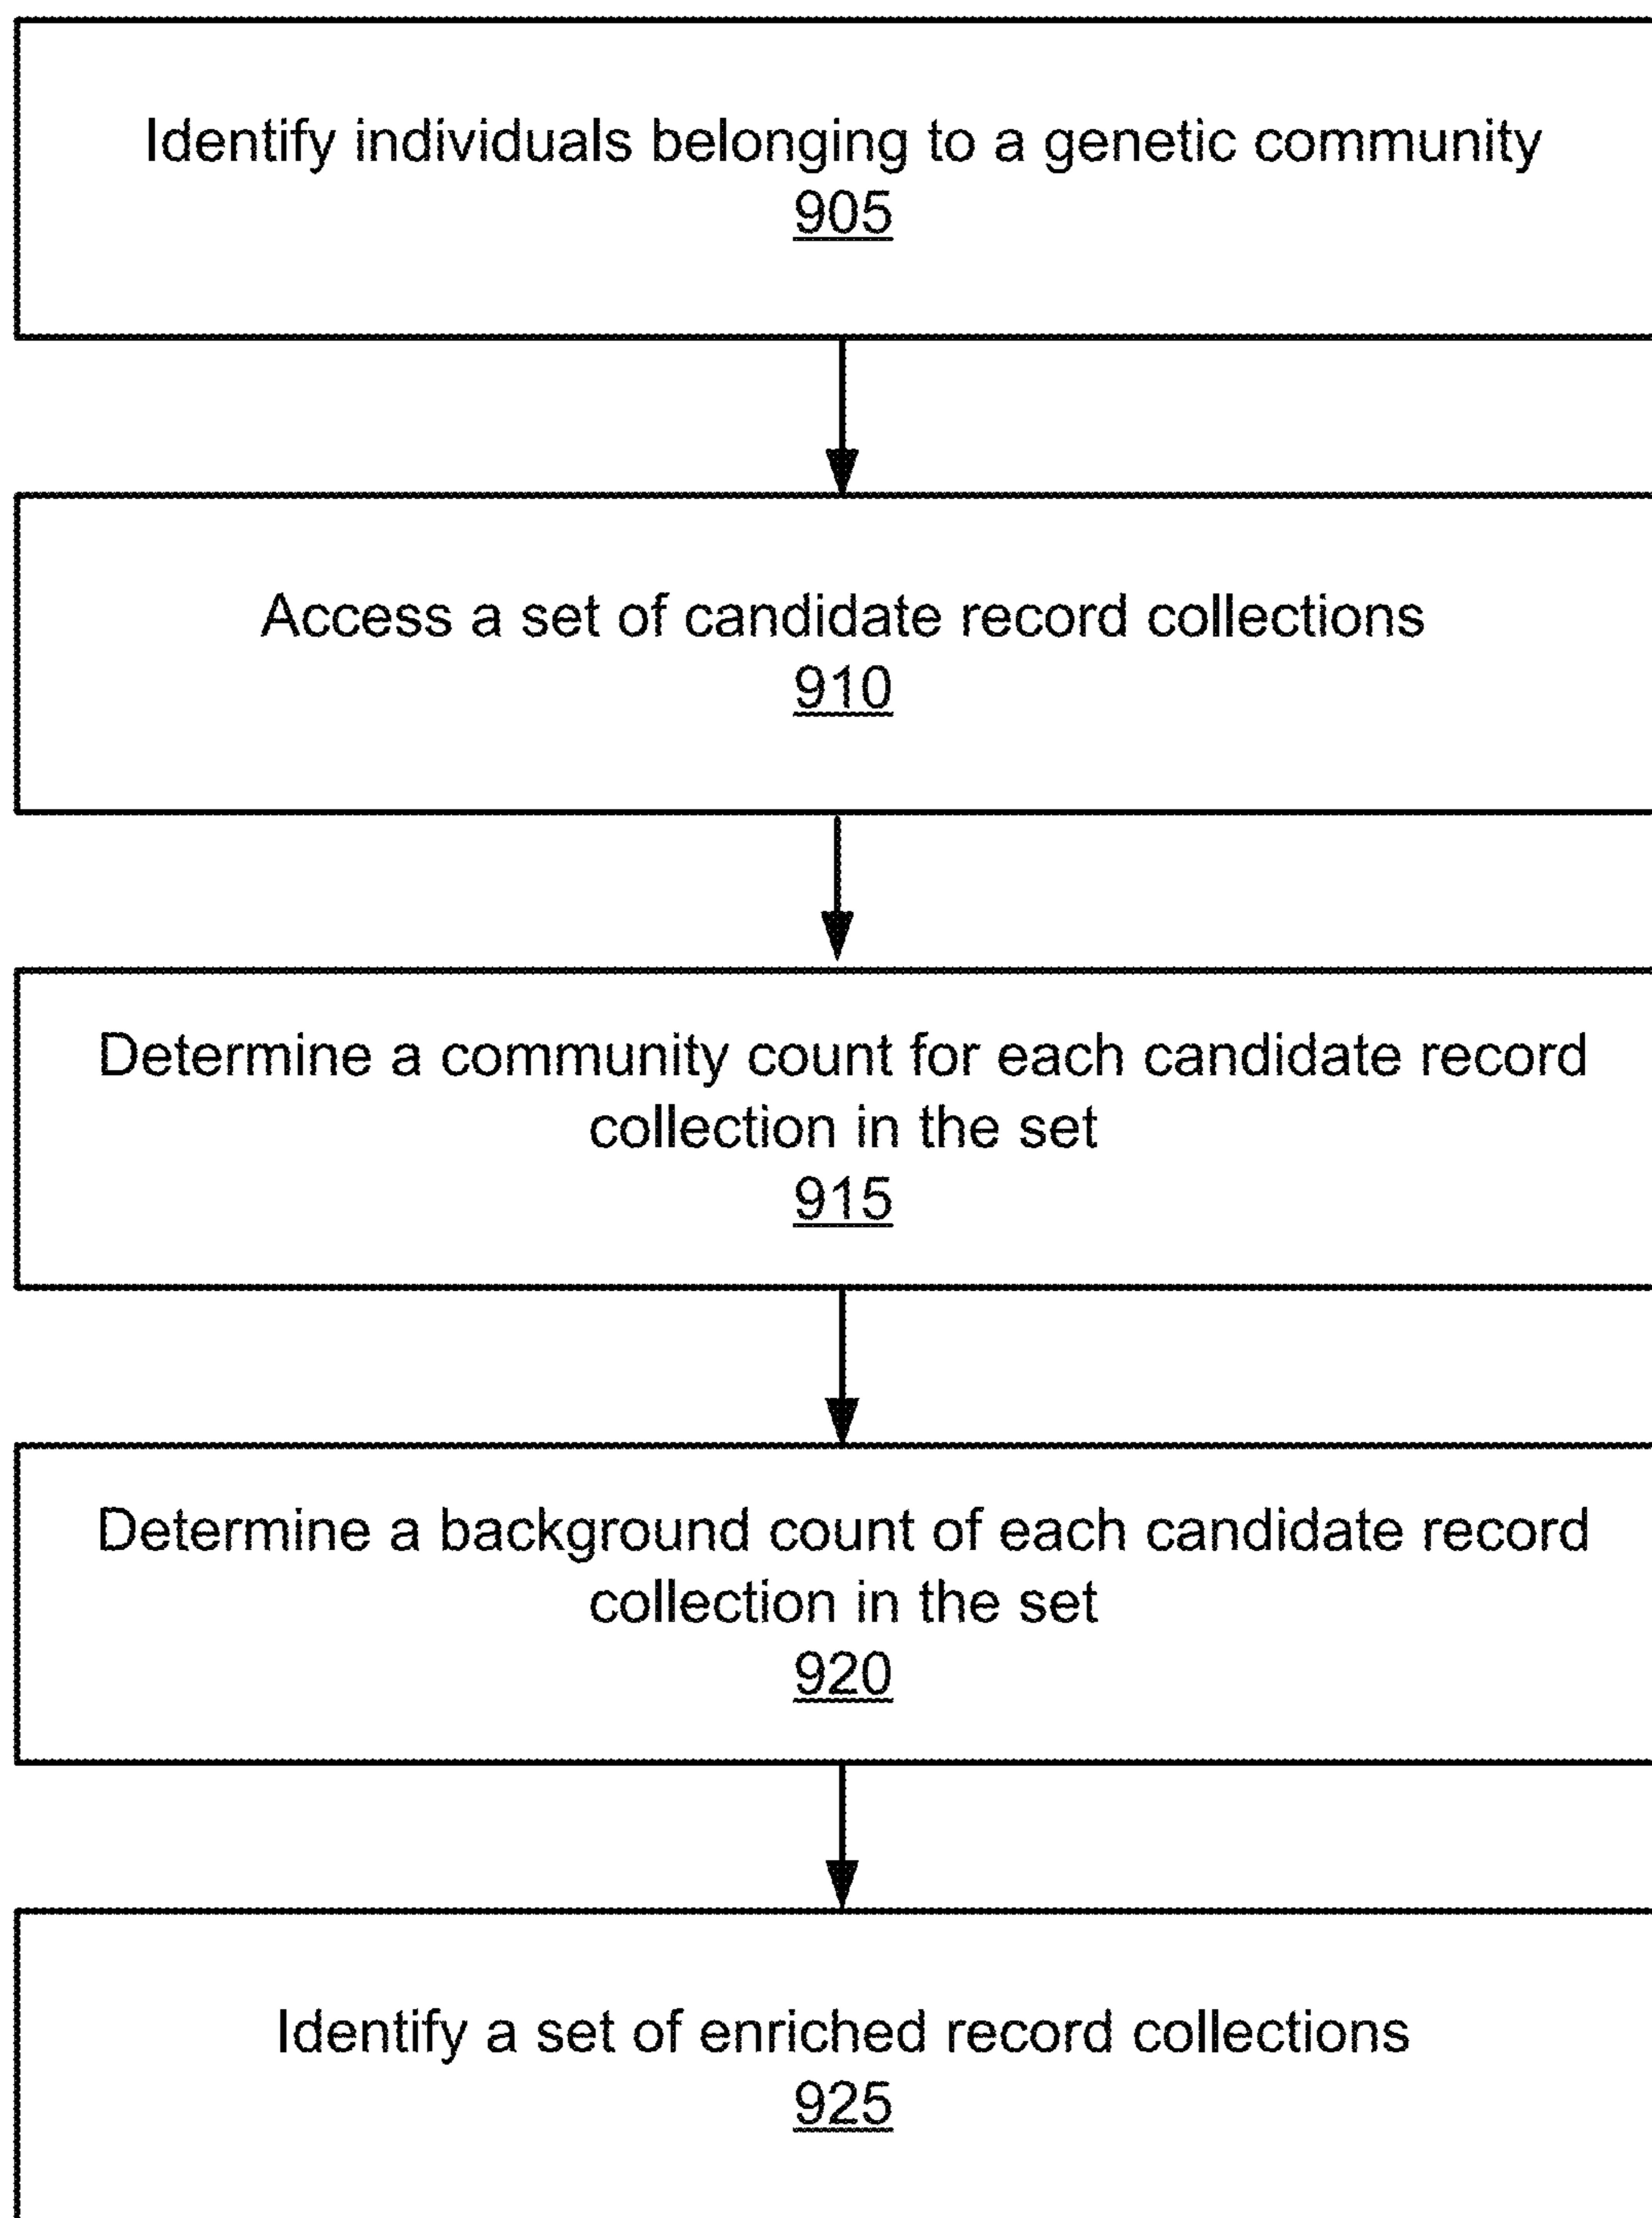 Identify individuals belonging to a genetic community
905
Access a set of candidate record collections
910
Determine a community count for each candidate record
collection in the set
915
Determine a background count of each candidate record
collection in the set
920
Identify a set of enriched record collections
925